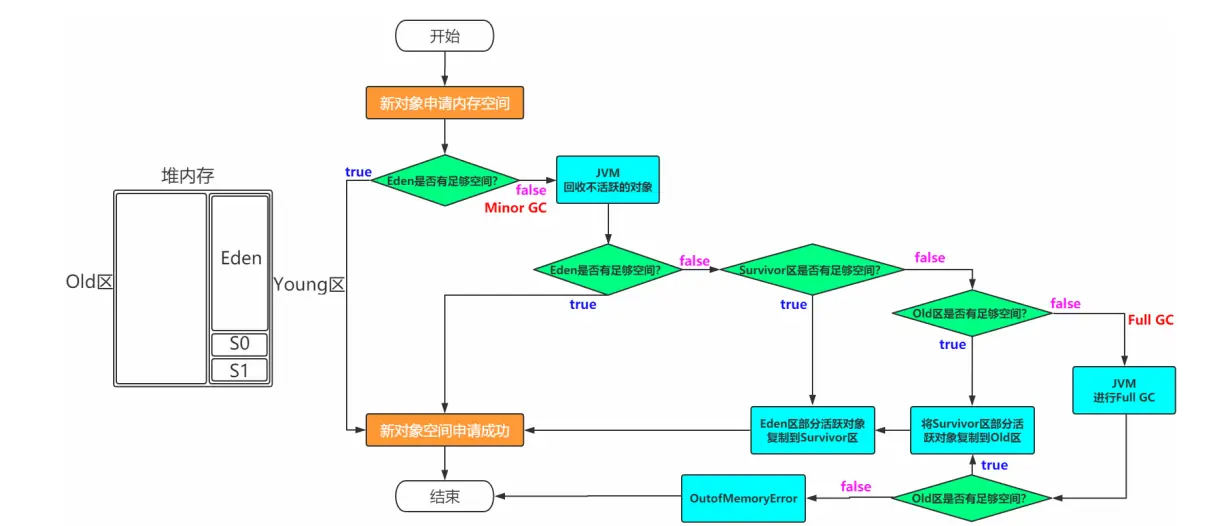 开始
新对象申请内存空间
堆内存
Old区
Eden
S0
S1
Young区
true
Eden是否有足够空间?
false
Minor GC
JVM
回收不活跃的对象
Eden是否有足够空间?
false
true
Survivor区是否有足够空间?
false
true
Old区是否有足够空间?
false
Full GC
true
JVM
进行Full GC
新对象空间申请成功
Eden区部分活跃对象
复制到Survivor区
将Survivor区部分活
跃对象复制到Old区
true
结束
OutofMemoryError
false
Old区是否有足够空间?